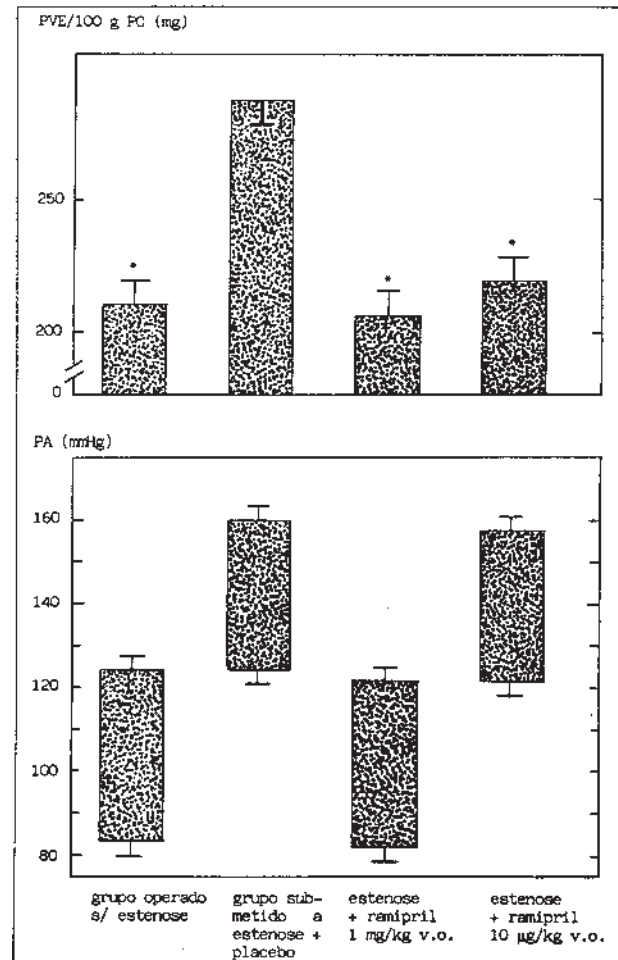 PVE/100 g PC (mg)
250
200
0
* * * *
PA (mmHg)
160
140
120
100
80
grupo operado
s/ estenose
grupo sub-
metido a
estenose +
placebo
estenose
+ ramipril
1 mg/kg v.o.
estenose
+ ramipril
10 µg/kg v.o.